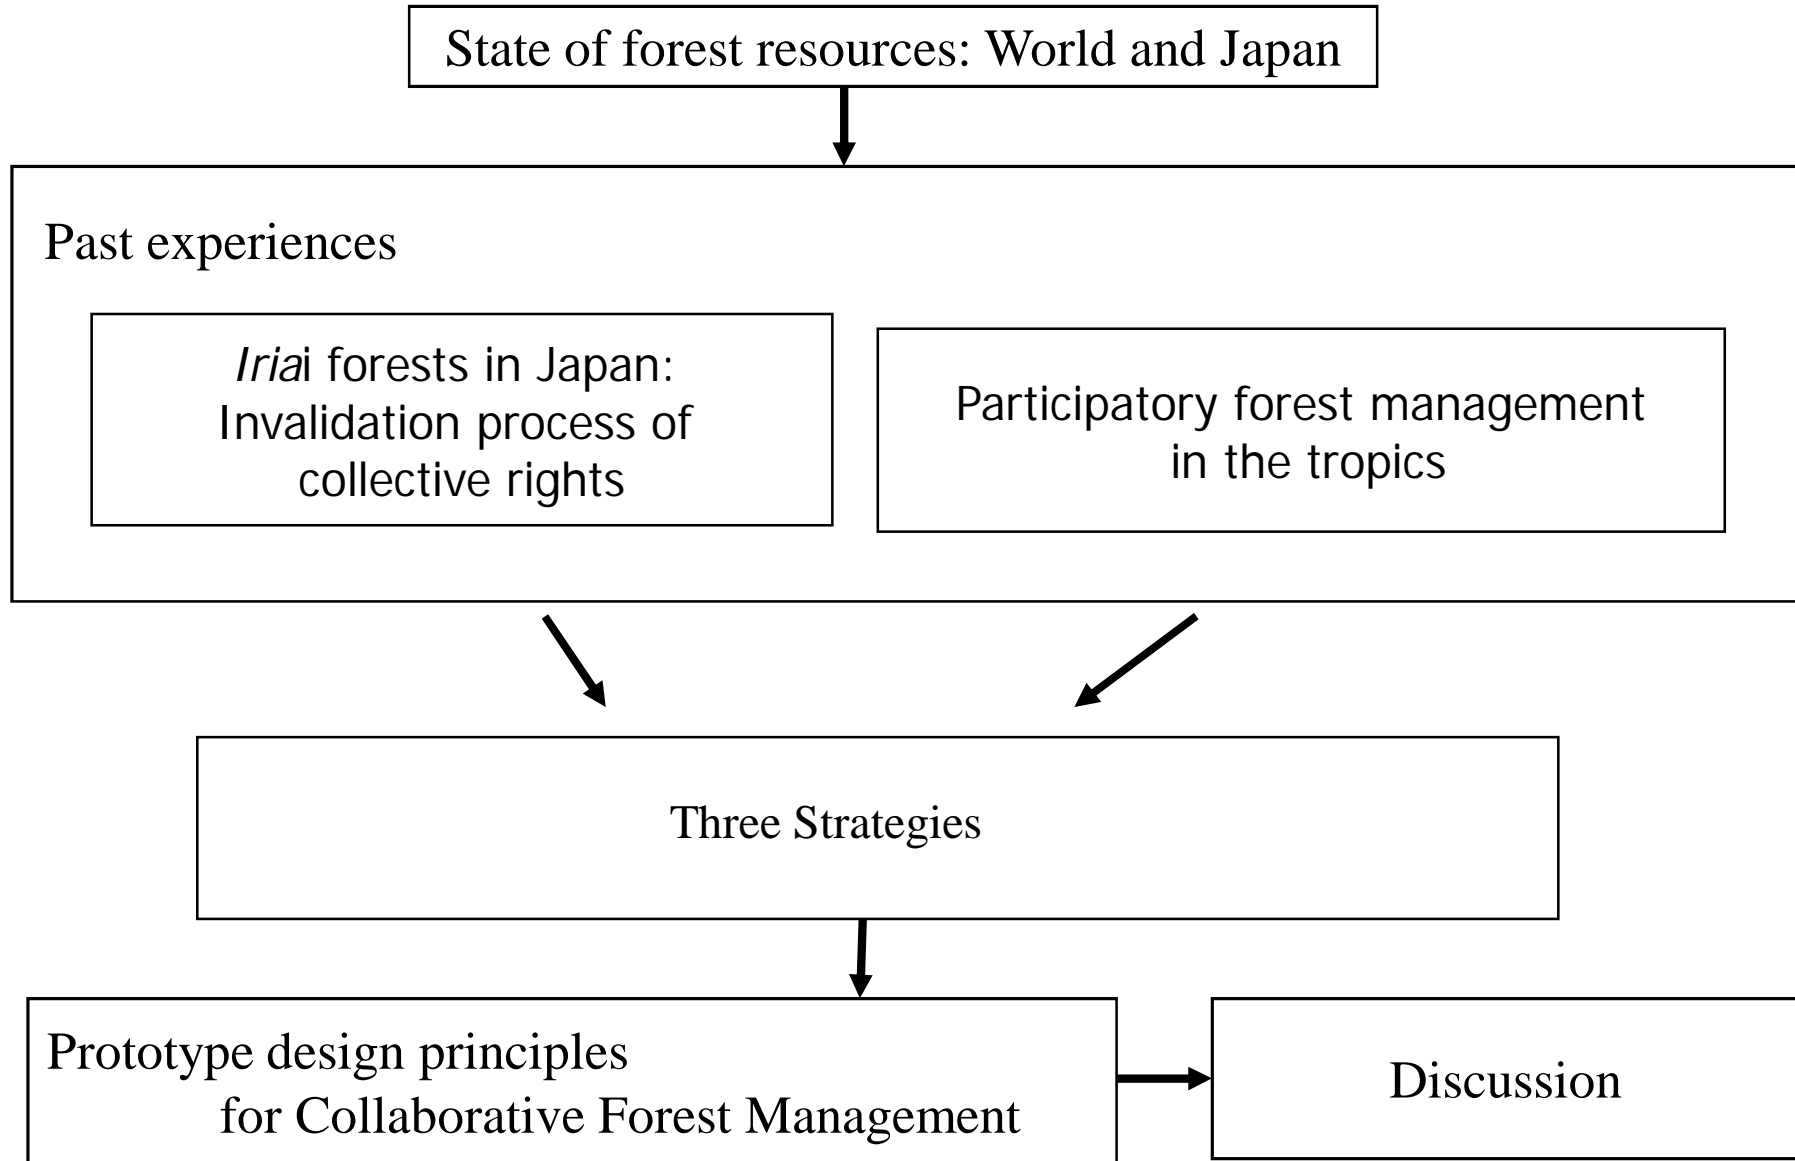 State of forest resources: World and Japan
Past experiences
Iriai forests in Japan:
Invalidation process of
collective rights
Participatory forest management
in the tropics
Three Strategies
Prototype design principles
for Collaborative Forest Management
Discussion